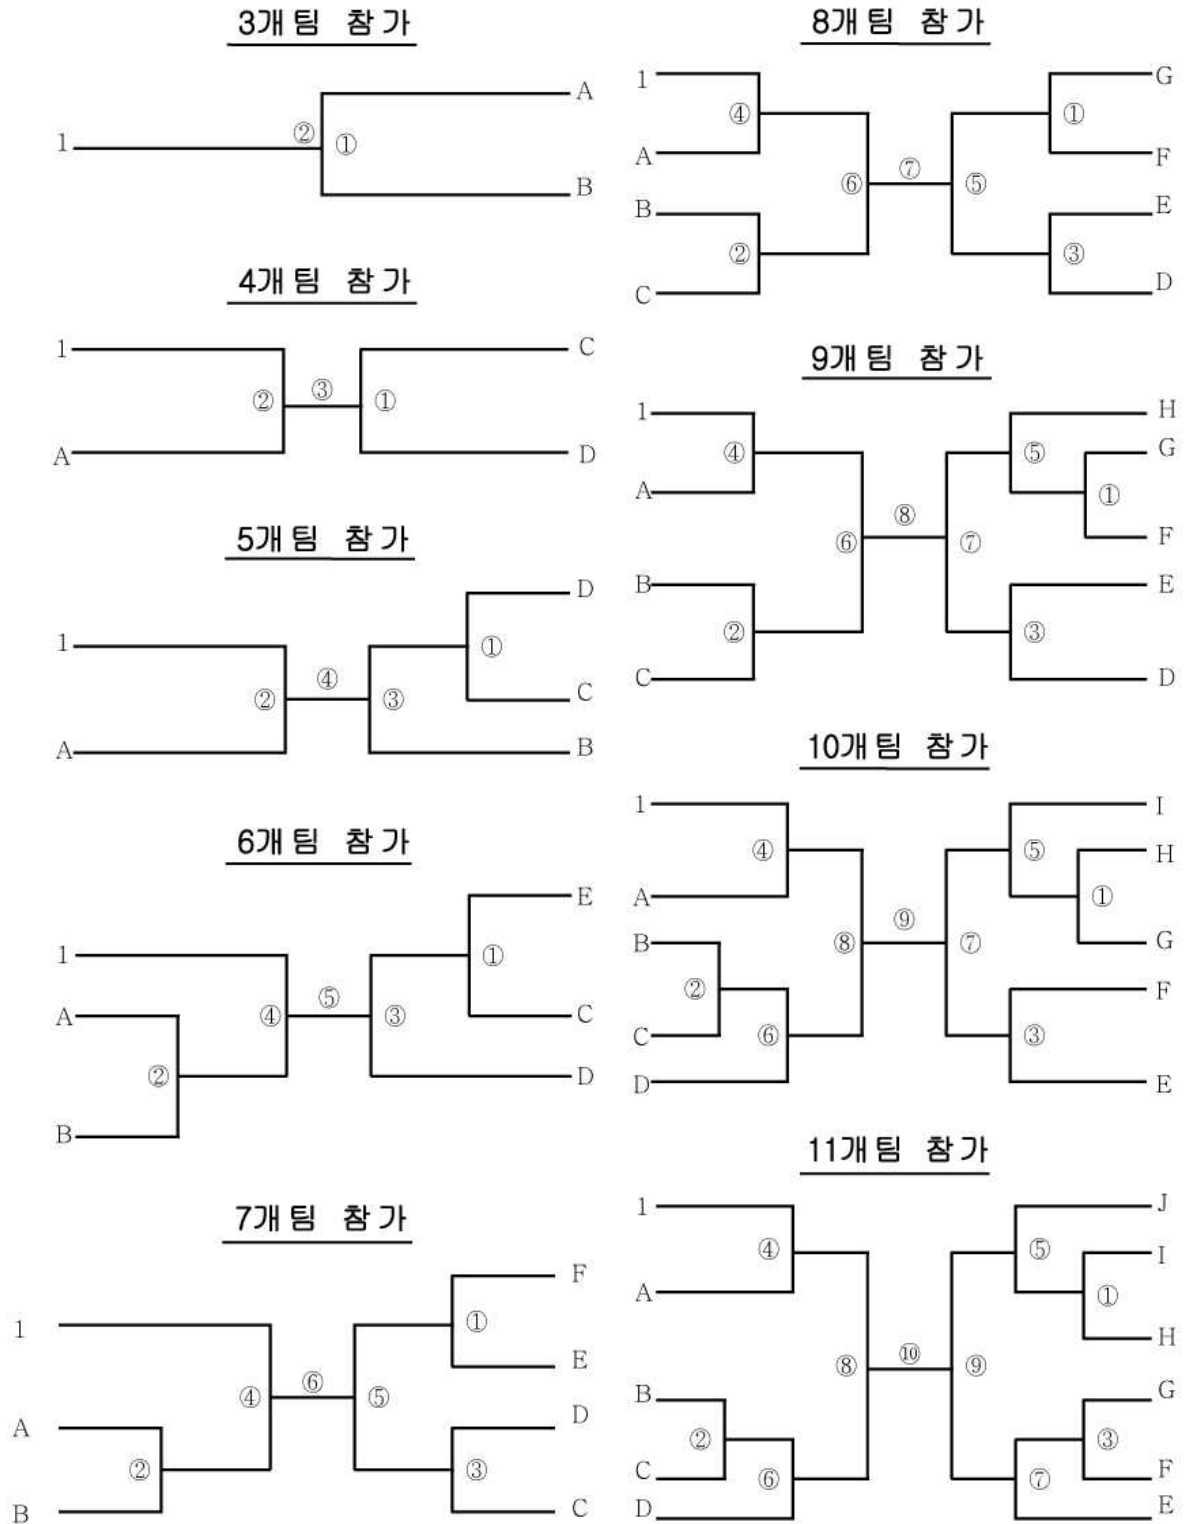 3개팀 참가
A
② ①
1
B
4개팀 참가
1 C
② ③ ①
A D
5개팀 참가
D
1 ①
② ④ ③ C
A B
6개팀 참가
E
1 ①
④ ⑤ ③
A C
② D
B
7개팀 참가
F
1 ①
E
④ ⑥ ⑤
A D
② ③
B C
8개팀 참가
1 G
④ ①
A F
⑥ ⑦ ⑤
B E
② ③
C D
9개팀 참가
1 H
④ ⑤ G
A ①
⑥ ⑧ ⑦ F
B E
② ③
C D
10개팀 참가
1 I
④ ⑤ H
A ①
B ⑧ ⑨ ⑦ G
② F
C ⑥ ③
D E
11개팀 참가
1 J
④ ⑤ I
A ①
H
⑧ ⑩ ⑨
B G
② ③
C ⑥ ⑦ F
D E